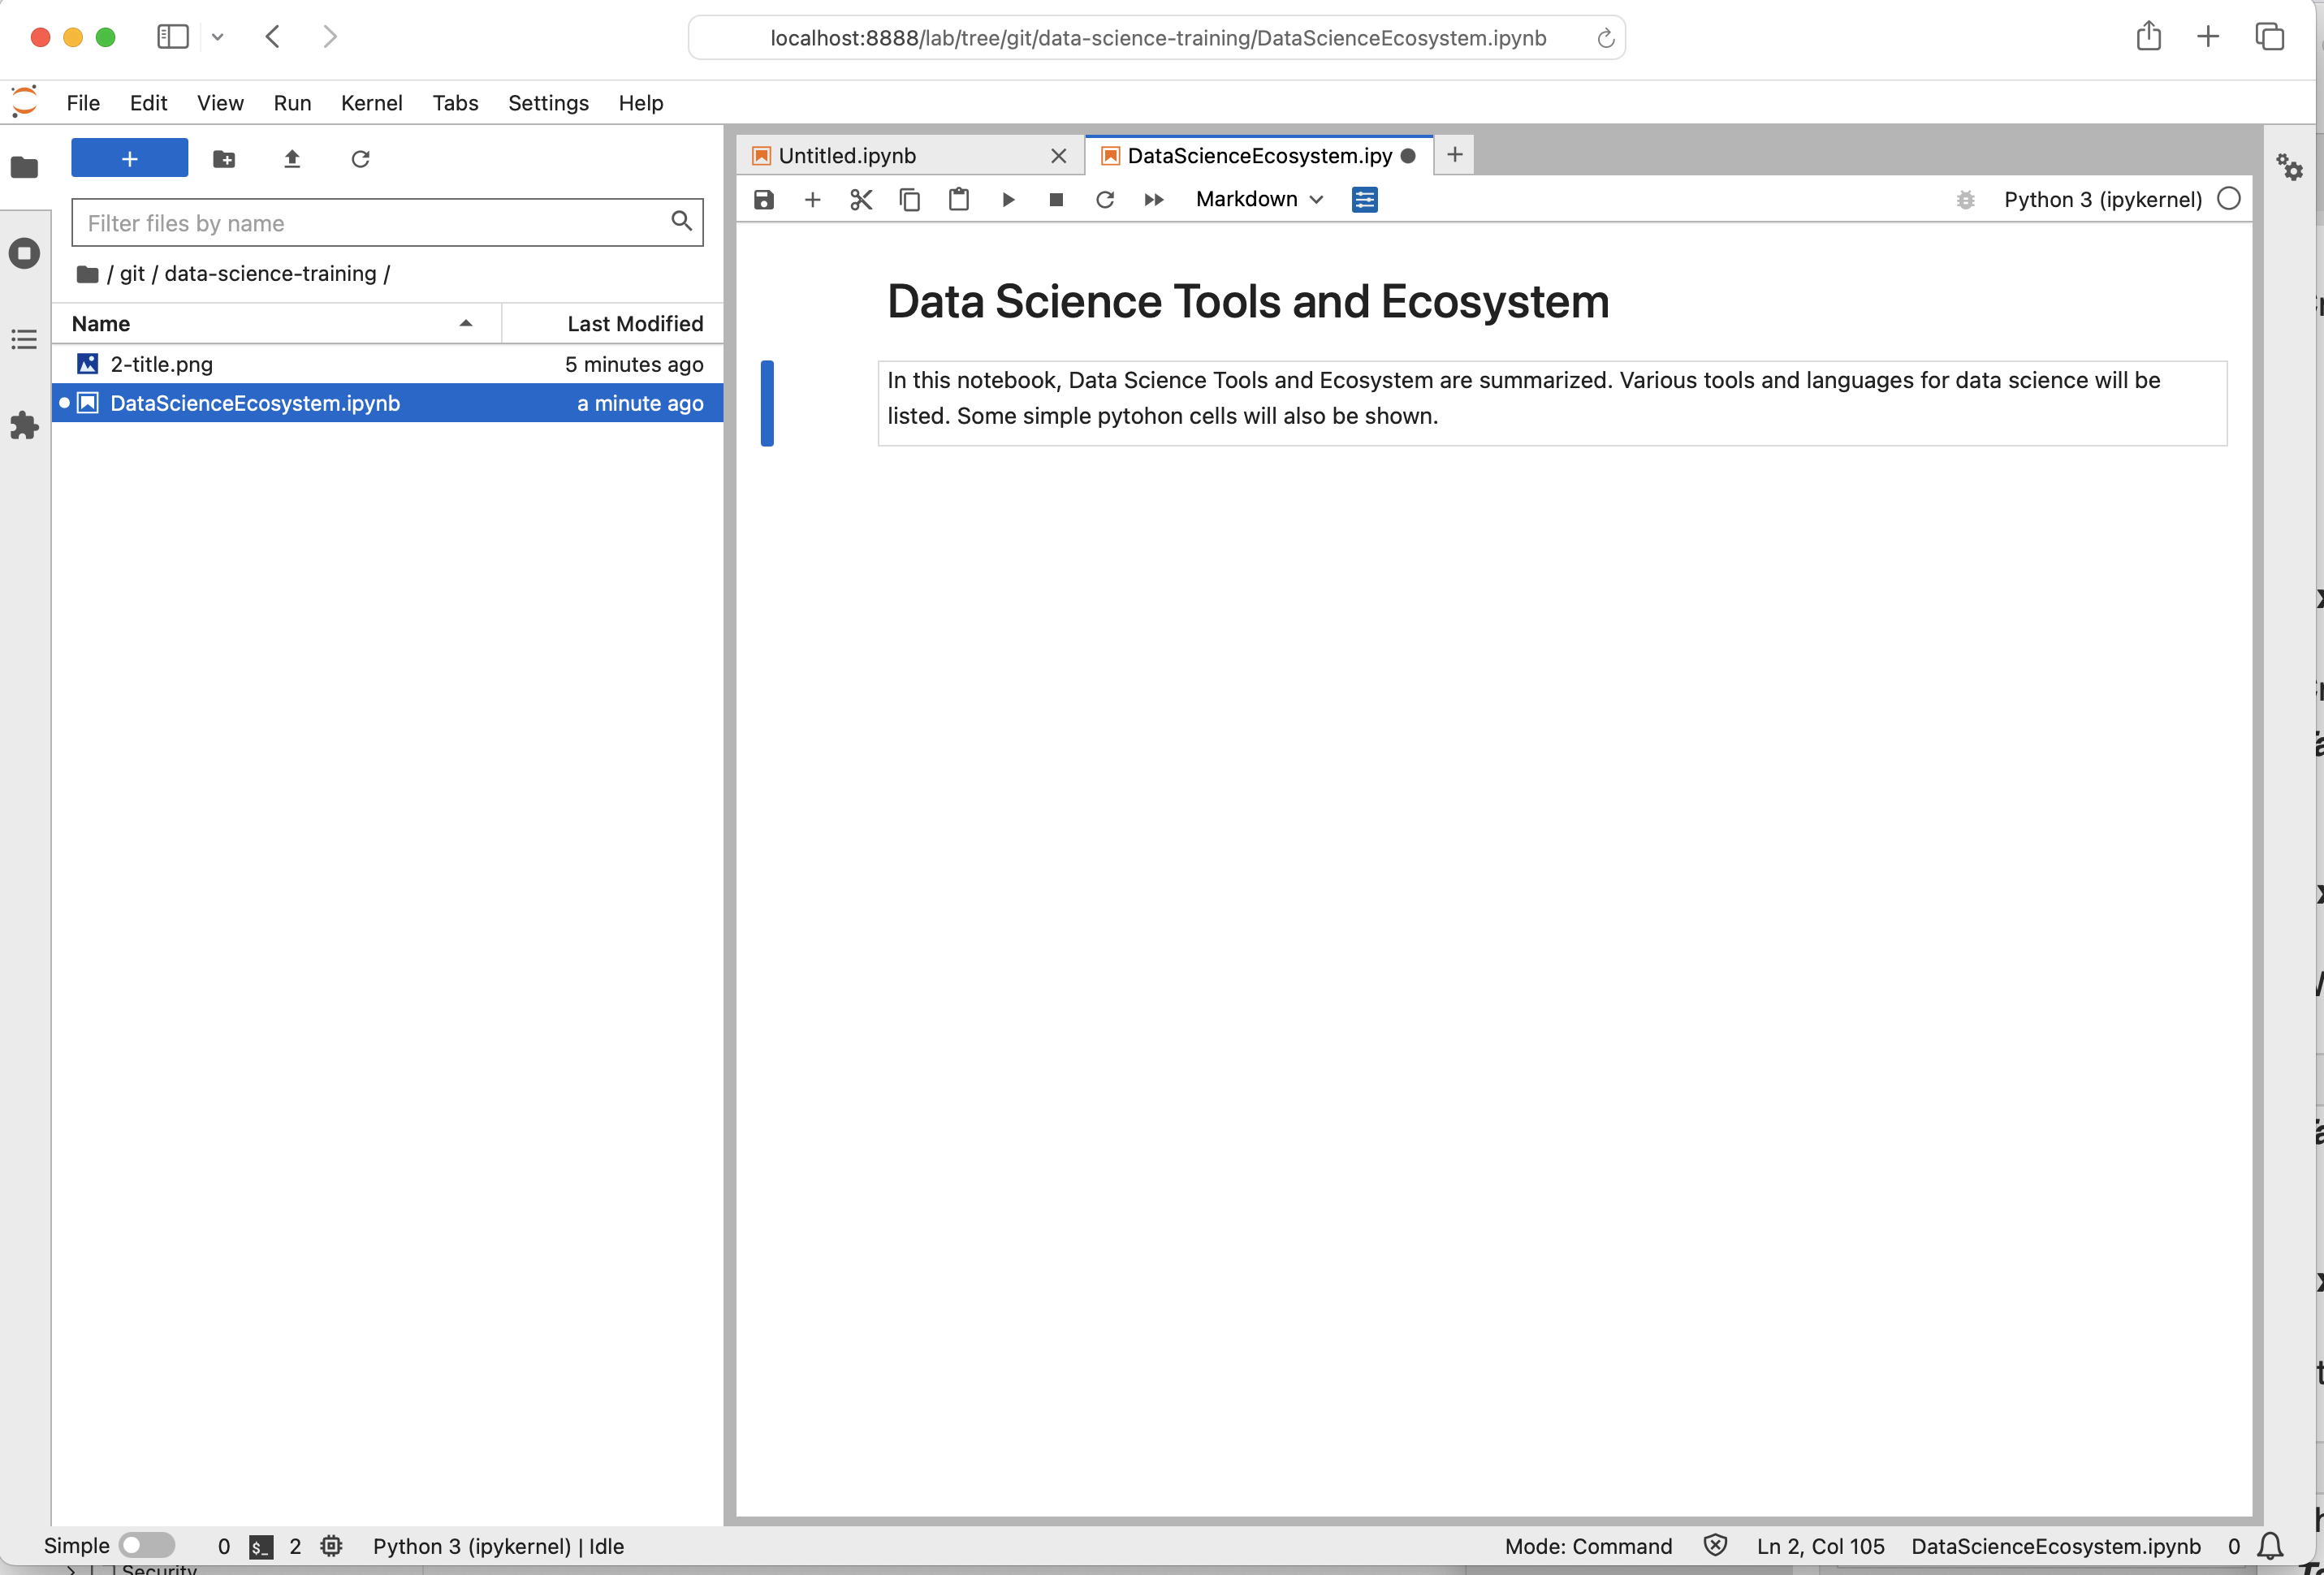 localhost:8888/lab/tree/git/data-science-training/DataScienceEcosystem.ipynb
File Edit View Run Kernel Tabs Settings Help
Filter files by name
/ git / data-science-training /
Name Last Modified
2-title.png 5 minutes ago
DataScienceEcosystem.ipynb a minute ago
Untitled.ipynb DataScienceEcosystem.ipy
Markdown Python 3 (ipykernel)
Data Science Tools and Ecosystem
In this notebook, Data Science Tools and Ecosystem are summarized. Various tools and languages for data science will be
listed. Some simple pytohon cells will also be shown.
Simple 0 $_ 2 Python 3 (ipykernel) | Idle Mode: Command Ln 2, Col 105 DataScienceEcosystem.ipynb 0
Security